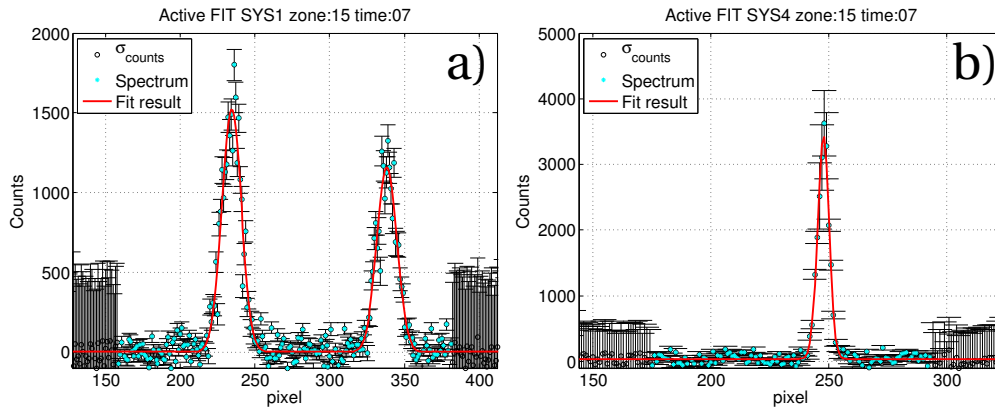 Active FIT SYS1 zone:15 time:07
a)
σcounts
Spectrum
Fit result
2000
1500
1000
500
0
Counts
150 200 250 300 350 400
pixel
Active FIT SYS4 zone:15 time:07
b)
σcounts
Spectrum
Fit result
5000
4000
3000
2000
1000
0
Counts
150 200 250 300
pixel